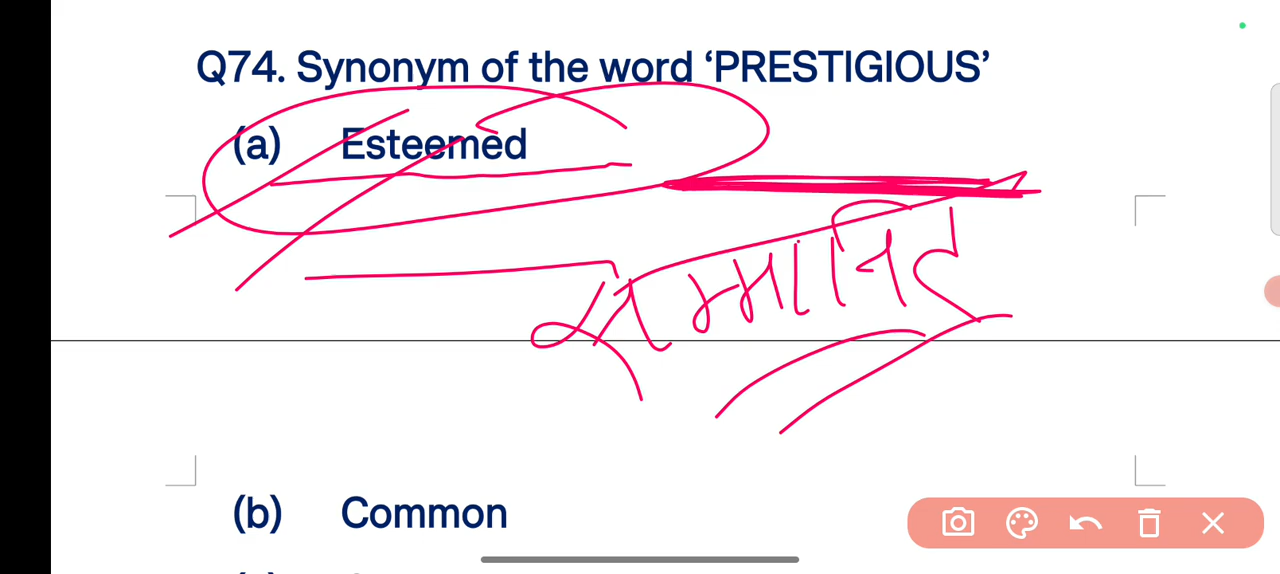 Q74. Synonym of the word ‘PRESTIGIOUS’
(a) Esteemed
सम्मानित
(b) Common